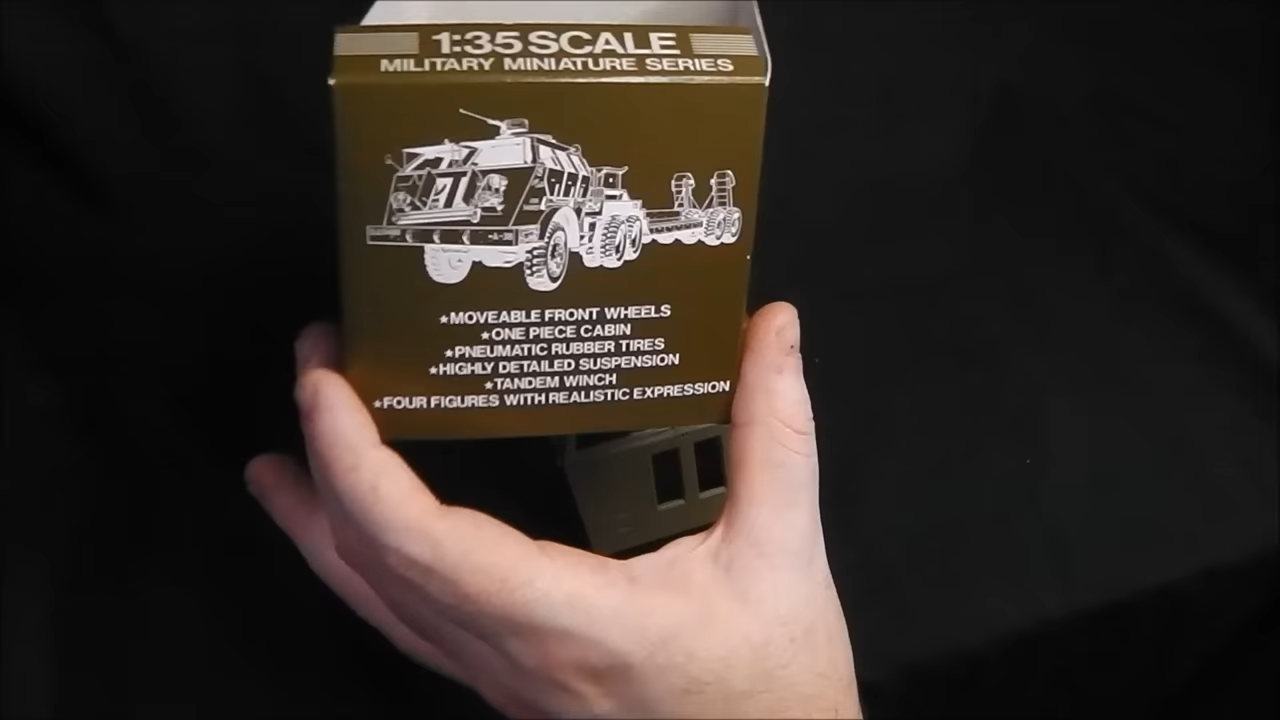 1:35 SCALE
MILITARY MINIATURE SERIES
★MOVEABLE FRONT WHEELS
★ONE PIECE CABIN
★PNEUMATIC RUBBER TIRES
★HIGHLY DETAILED SUSPENSION
★TANDEM WINCH
★FOUR FIGURES WITH REALISTIC EXPRESSION